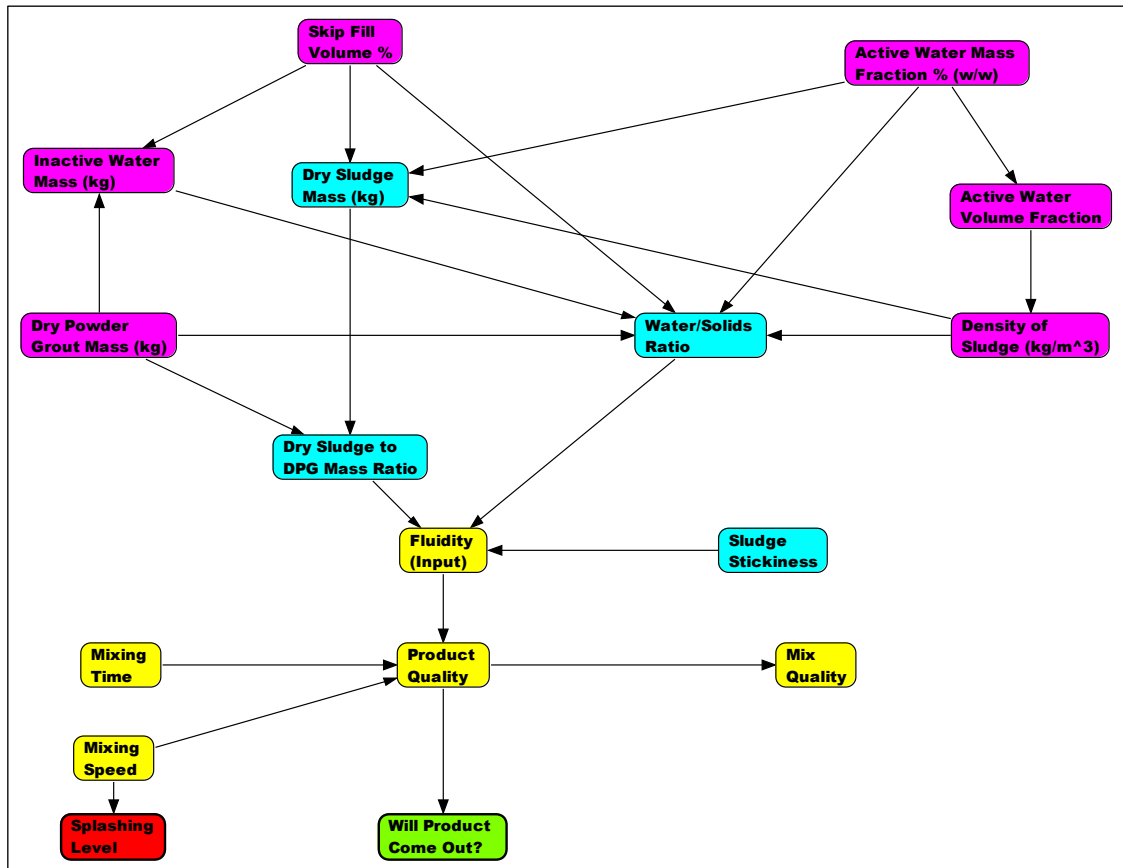 Skip Fill
Volume %
Active Water Mass
Fraction % (w/w)
Inactive Water
Mass (kg)
Dry Sludge
Mass (kg)
Active Water
Volume Fraction
Dry Powder
Grout Mass (kg)
Water/Solids
Ratio
Density of
Sludge (kg/m^3)
Dry Sludge to
DPG Mass Ratio
Fluidity
(Input)
Sludge
Stickiness
Mixing
Time
Product
Quality
Mix
Quality
Mixing
Speed
Splashing
Level
Will Product
Come Out?